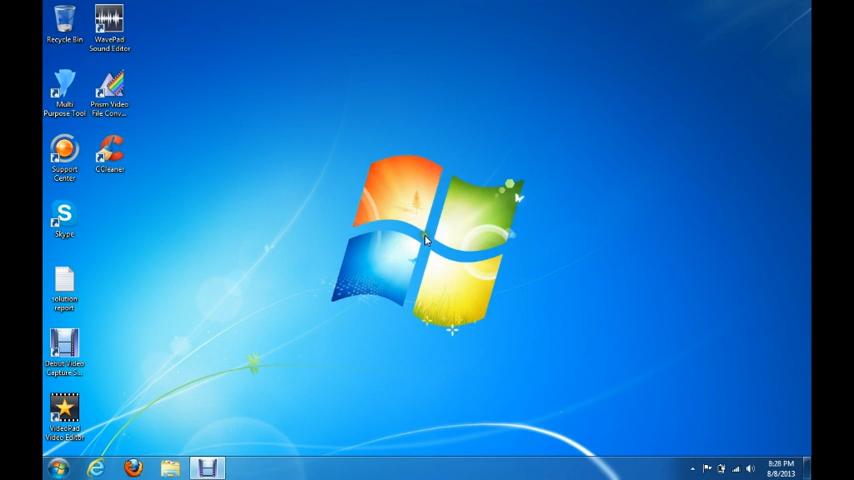 Recycle Bin
WavePad
Sound Editor
Multi
Purpose Tool
Prism Video
File Conv...
Support
Center
CCleaner
Skype
solution
report
Debut Video
Capture S...
VideoPad
Video Editor
8:28 PM
8/8/2013